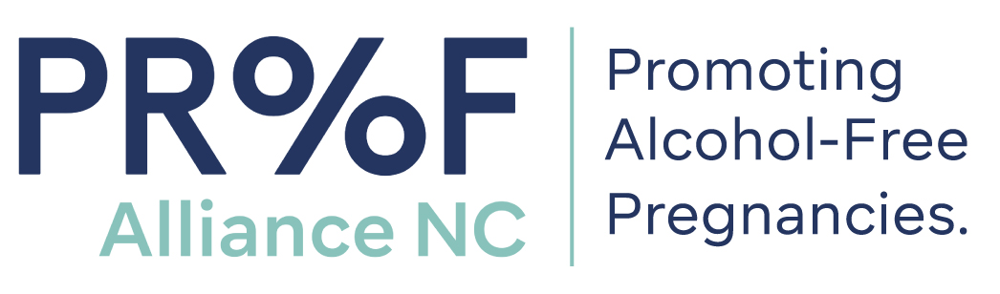 PR%F
Alliance NC
Promoting
Alcohol-Free
Pregnancies.